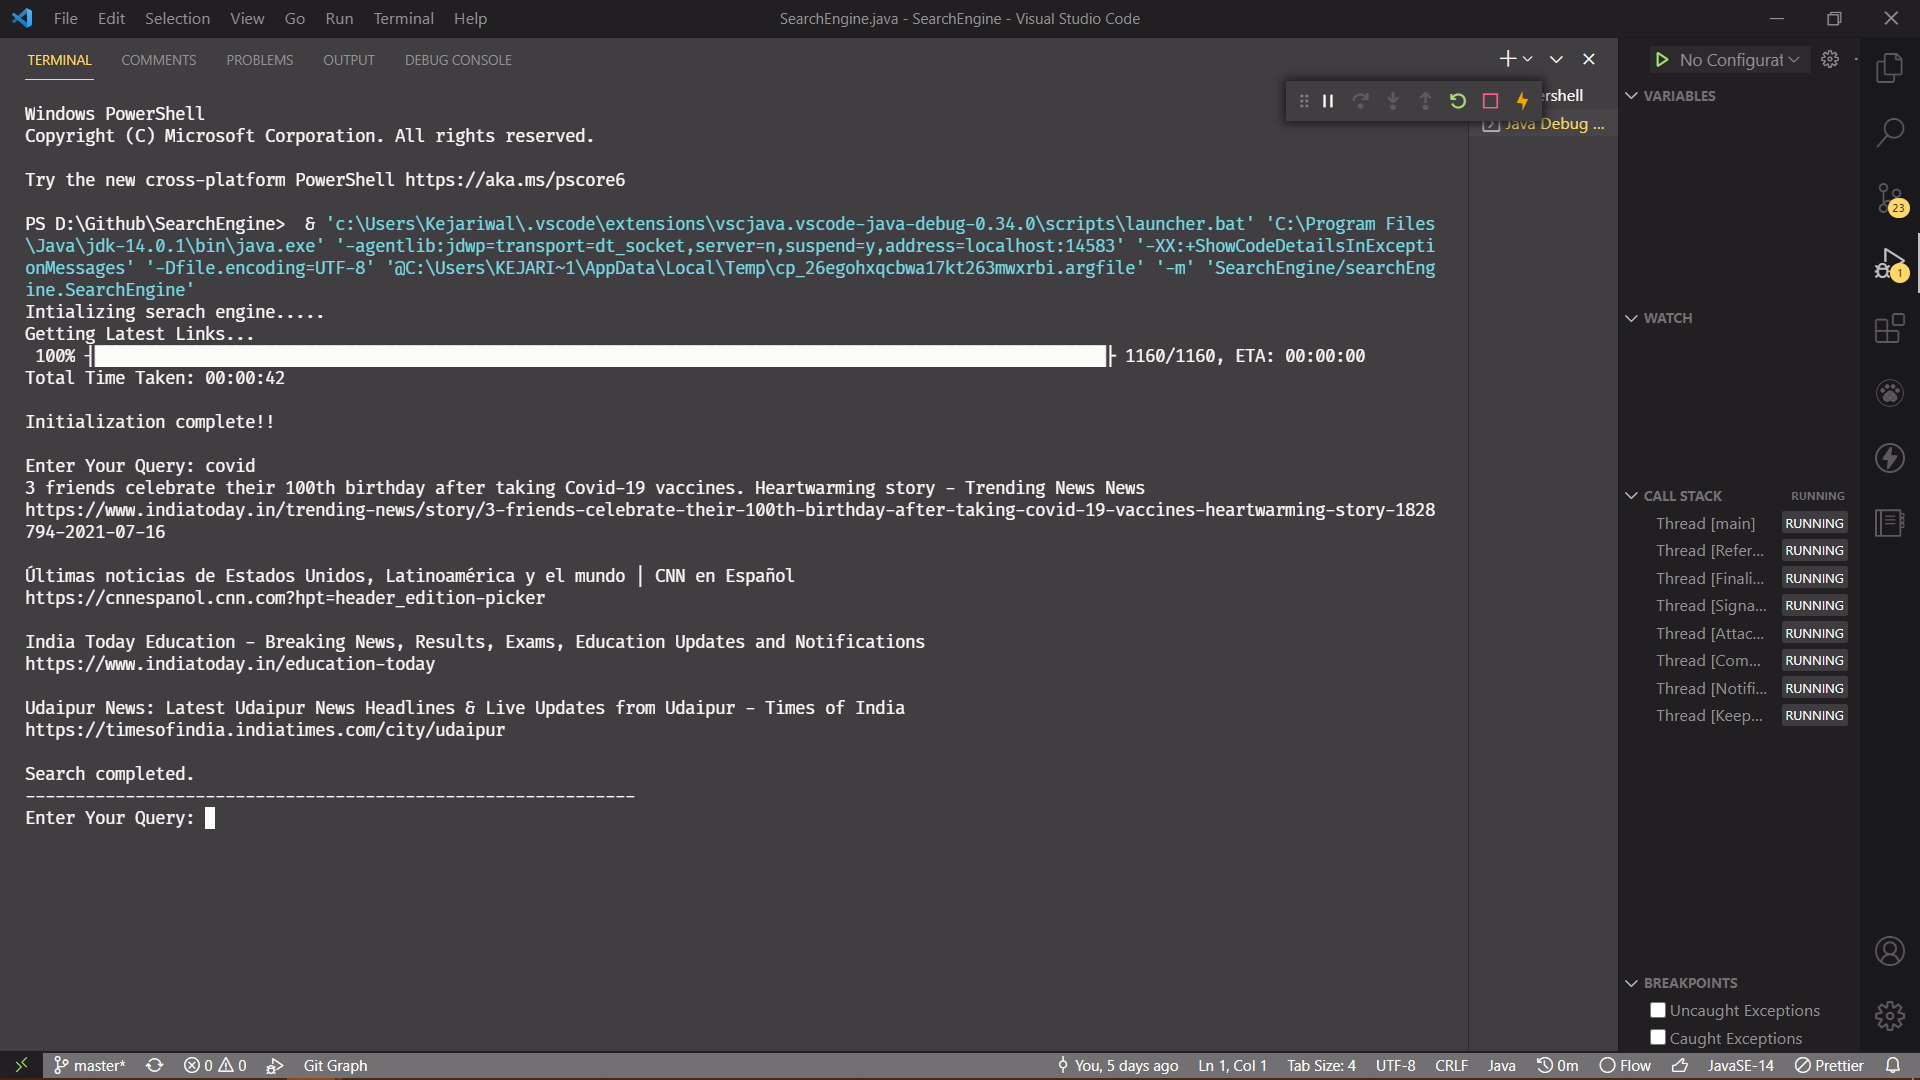 File Edit Selection View Go Run Terminal Help
SearchEngine.java - SearchEngine - Visual Studio Code
TERMINAL COMMENTS PROBLEMS OUTPUT DEBUG CONSOLE
Windows PowerShell
Copyright (C) Microsoft Corporation. All rights reserved.
Try the new cross-platform PowerShell https://aka.ms/pscore6
PS D:\Github\SearchEngine>  & 'c:\Users\Kejariwal\.vscode\extensions\vscjava.vscode-java-debug-0.34.0\scripts\launcher.bat' 'C:\Program Files
\Java\jdk-14.0.1\bin\java.exe' '-agentlib:jdwp=transport=dt_socket,server=n,suspend=y,address=localhost:14583' '-XX:+ShowCodeDetailsInExcepti
onMessages' '-Dfile.encoding=UTF-8' '@C:\Users\KEJARI~1\AppData\Local\Temp\cp_26egohxqcbwa17kt263mwxrbi.argfile' '-m' 'SearchEngine/searchEng
ine.SearchEngine'
Intializing serach engine.....
Getting Latest Links...
100% 1160/1160, ETA: 00:00:00
Total Time Taken: 00:00:42
Initialization complete!!
Enter Your Query: covid
3 friends celebrate their 100th birthday after taking Covid-19 vaccines. Heartwarming story - Trending News News
https://www.indiatoday.in/trending-news/story/3-friends-celebrate-their-100th-birthday-after-taking-covid-19-vaccines-heartwarming-story-1828
794-2021-07-16
Últimas noticias de Estados Unidos, Latinoamérica y el mundo | CNN en Español
https://cnnespanol.cnn.com?hpt=header_edition-picker
India Today Education - Breaking News, Results, Exams, Education Updates and Notifications
https://www.indiatoday.in/education-today
Udaipur News: Latest Udaipur News Headlines & Live Updates from Udaipur - Times of India
https://timesofindia.indiatimes.com/city/udaipur
Search completed.
-------------------------------------------------------------
Enter Your Query:
ershell
Java Debug ...
No Configurat
VARIABLES
WATCH
CALL STACK RUNNING
Thread [main] RUNNING
Thread [Refer... RUNNING
Thread [Finali... RUNNING
Thread [Signa... RUNNING
Thread [Attac... RUNNING
Thread [Com... RUNNING
Thread [Notifi... RUNNING
Thread [Keep... RUNNING
BREAKPOINTS
Uncaught Exceptions
Caught Exceptions
23
1
master* 0 0 Git Graph You, 5 days ago Ln 1, Col 1 Tab Size: 4 UTF-8 CRLF Java 0m Flow JavaSE-14 Prettier